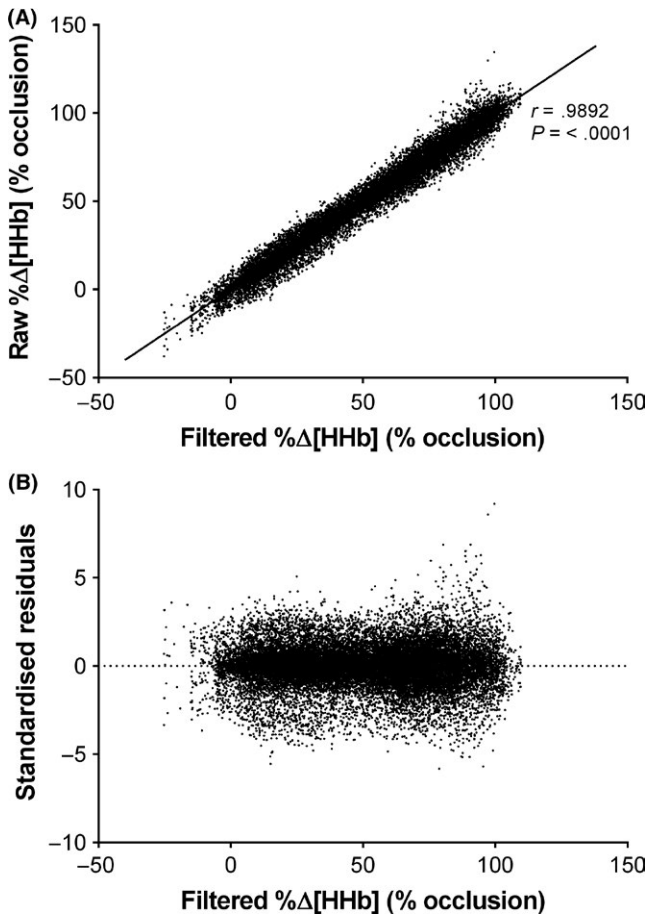 (A)
150
100
50
0
−50
−50 0 50 100 150
Raw %Δ[HHb] (% occlusion)
r = .9892
P = < .0001
Filtered %Δ[HHb] (% occlusion)
(B)
10
5
0
−5
−10
−50 0 50 100 150
Standardised residuals
Filtered %Δ[HHb] (% occlusion)